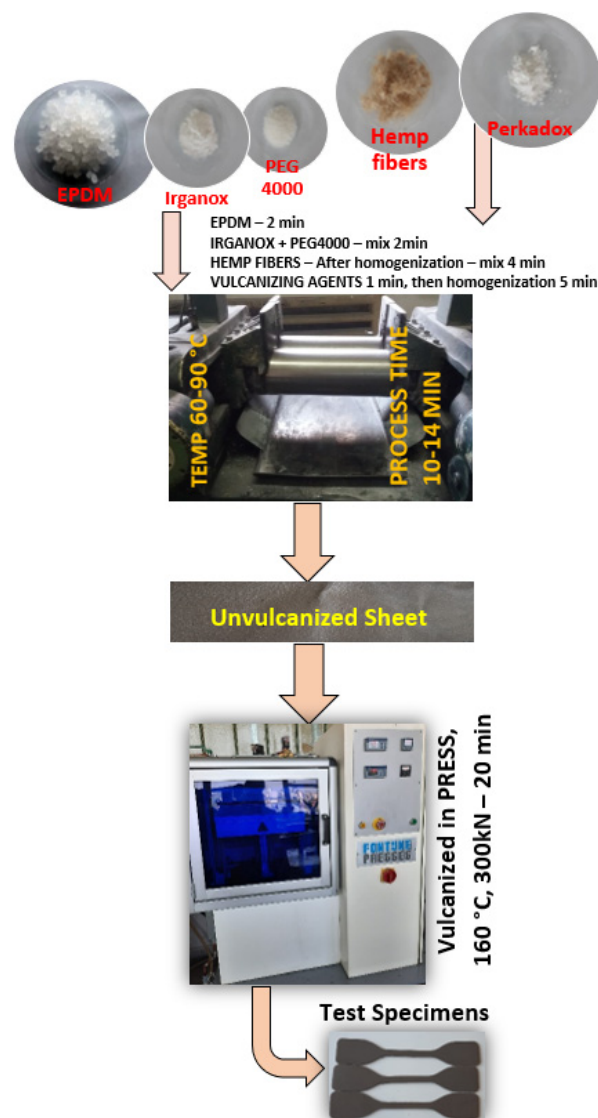 EPDM
Irganox
PEG
4000
Hemp
fibers
Perkadox
EPDM – 2 min
IRGANOX + PEG4000 – mix 2min
HEMP FIBERS – After homogenization – mix 4 min
VULCANIZING AGENTS 1 min, then homogenization 5 min
TEMP 60-90 °C
PROCESS TIME
10-14 MIN
Unvulcanized Sheet
FONTUNE
PRESSES
Vulcanized in PRESS,
160 °C, 300kN – 20 min
Test Specimens